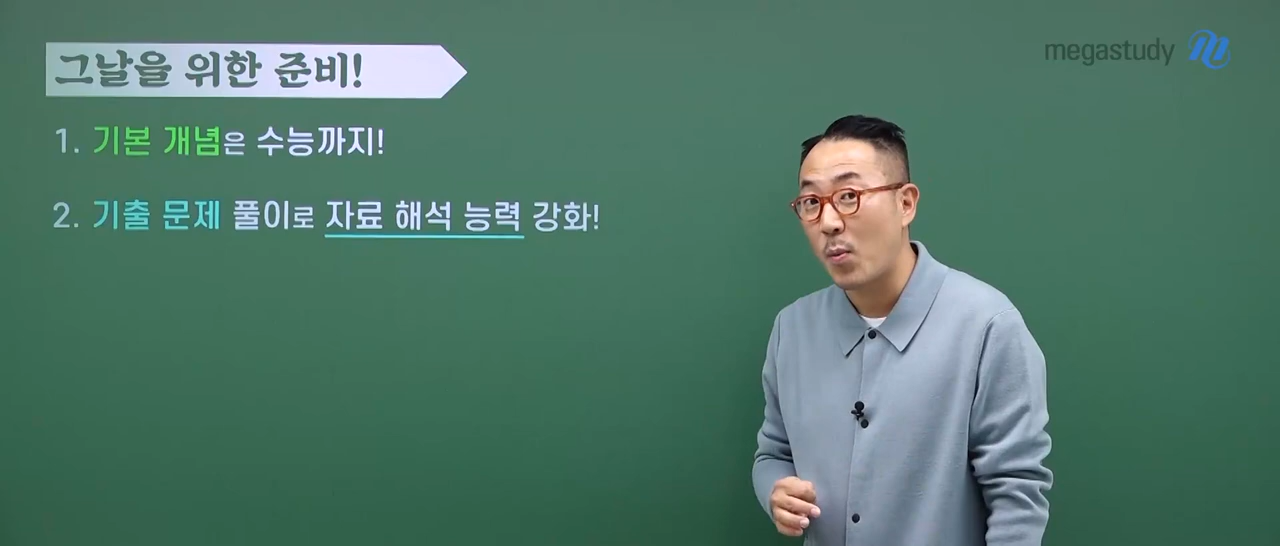 그날을 위한 준비!
megastudy
1. 기본 개념은 수능까지!
2. 기출 문제 풀이로 자료 해석 능력 강화!